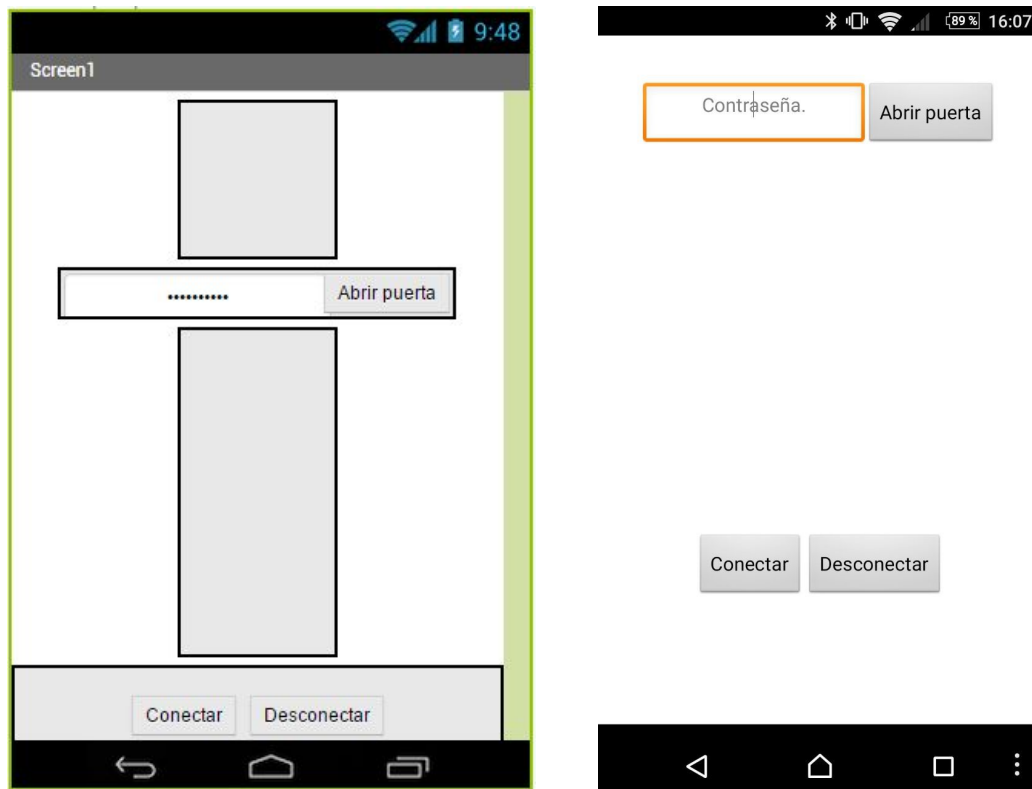 9:48
Screen1
••••••••••
Abrir puerta
Conectar
Desconectar
89%
16:07
Contraseña.
Abrir puerta
Conectar
Desconectar